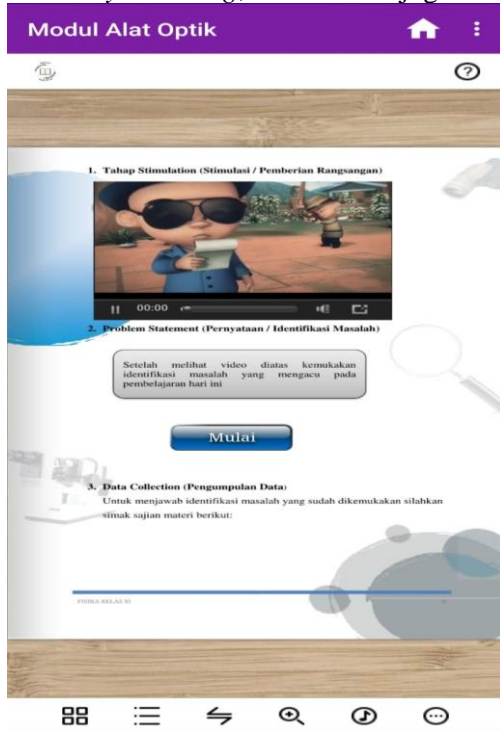 Modul Alat Optik
1. Tahap Stimulation (Stimulasi / Pemberian Rangsangan)
00:00
2. Problem Statement (Pernyataan / Identifikasi Masalah)
Setelah melihat video diatas kemukakan
identifikasi masalah yang mengacu pada
pembelajaran hari ini
Mulai
3. Data Collection (Pengumpulan Data)
Untuk menjawab identifikasi masalah yang sudah dikemukakan silahkan
simak sajian materi berikut:
FISIKA KELAS XI